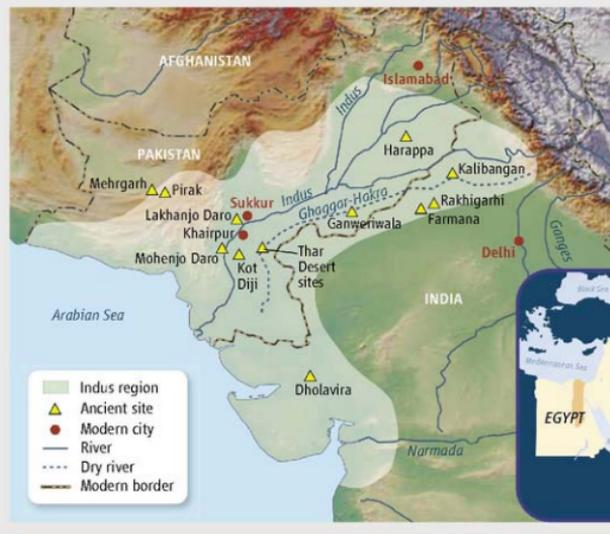 AFGHANISTAN
Islamabad
Indus
Harappa
PAKISTAN
Kalibangan
Mehrgarh
Pirak
Sukkur
Indus
Ghaggar-Hakra
Rakhigarhi
Lakhanjo Daro
Ganweriwala
Farmana
Khairpur
Delhi
Ganges
Mohenjo Daro
Kot
Diji
Thar
Desert
sites
INDIA
Arabian Sea
Black Sea
Mediterranean Sea
Indus region
Ancient site
Modern city
River
Dry river
Modern border
Dholavira
EGYPT
Narmada